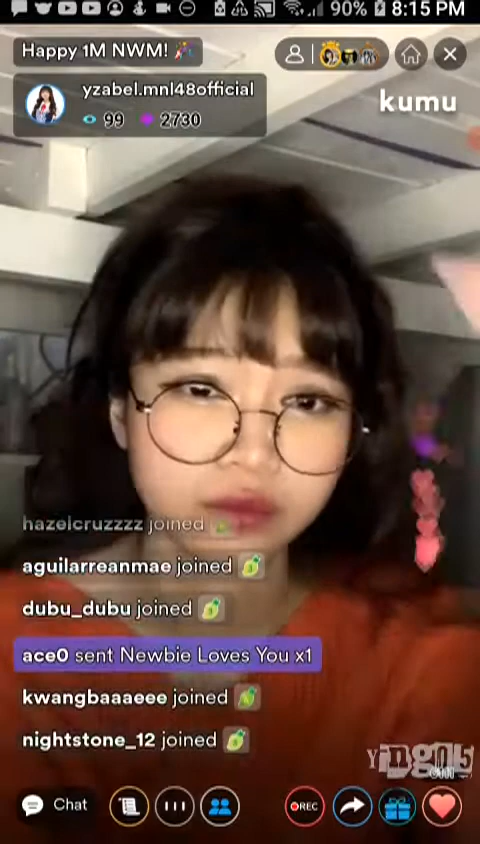 90% 8:15 PM
Happy 1M NWM!
yzabel.mnl48official
99 2730
kumu
hazelcruzzzz joined
aguilarreanmae joined
dubu_dubu joined
ace0 sent Newbie Loves You x1
kwangbaaaeee joined
nightstone_12 joined
Chat
REC